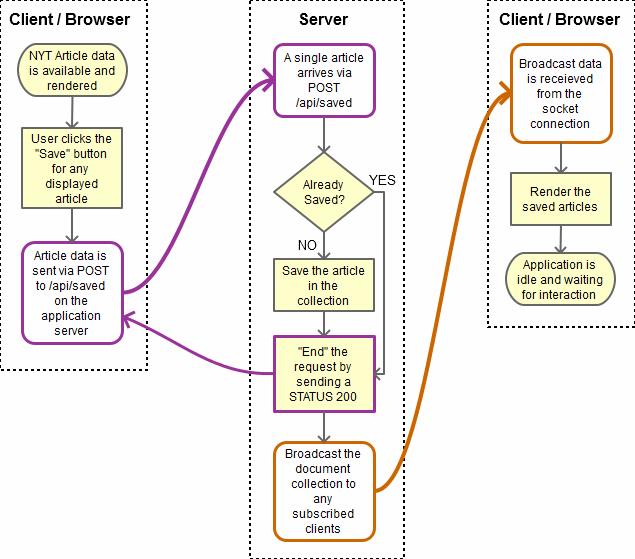 Client / Browser
NYT Article data
is available and
rendered
User clicks the
"Save" button
for any
displayed
article
Article data is
sent via POST
to /api/saved
on the
application
server
Server
A single article
arrives via
POST
/api/saved
Already
Saved?
YES
NO
Save the article
in the
collection
"End" the
request by
sending a
STATUS 200
Broadcast the
document
collection to
any
subscribed
clients
Client / Browser
Broadcast data
is receieved
from the
socket
connection
Render the
saved articles
Application is
idle and waiting
for interaction